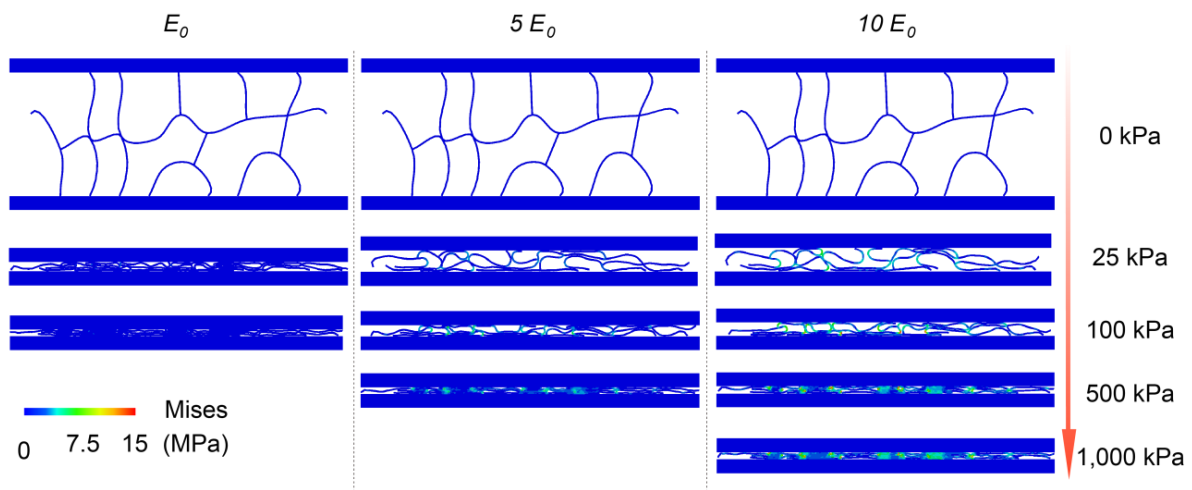 E₀ 5 E₀ 10 E₀
0 kPa
25 kPa
100 kPa
500 kPa
1,000 kPa
Mises
0 7.5 15 (MPa)